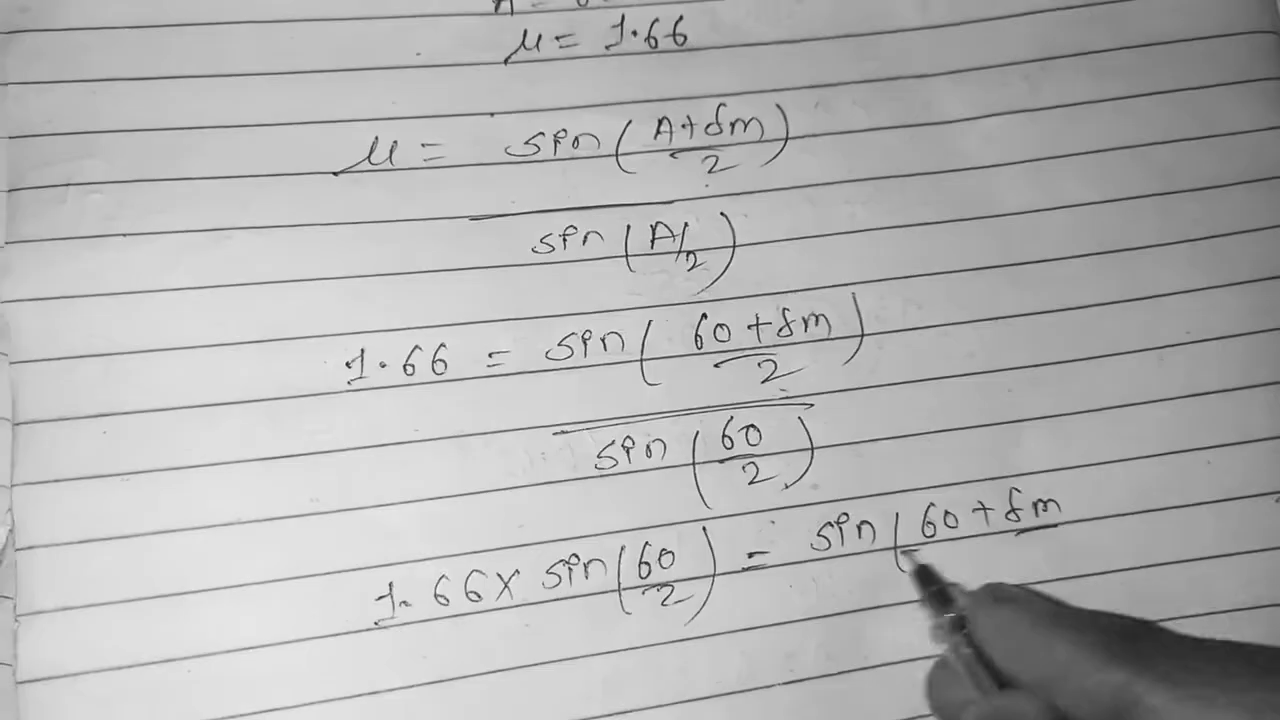 μ = 1.66
μ = sin(A+δm/2)
sin(A/2)
1.66 = sin(60+δm/2)
sin(60/2)
1.66 x sin(60/2) = sin(60+δm